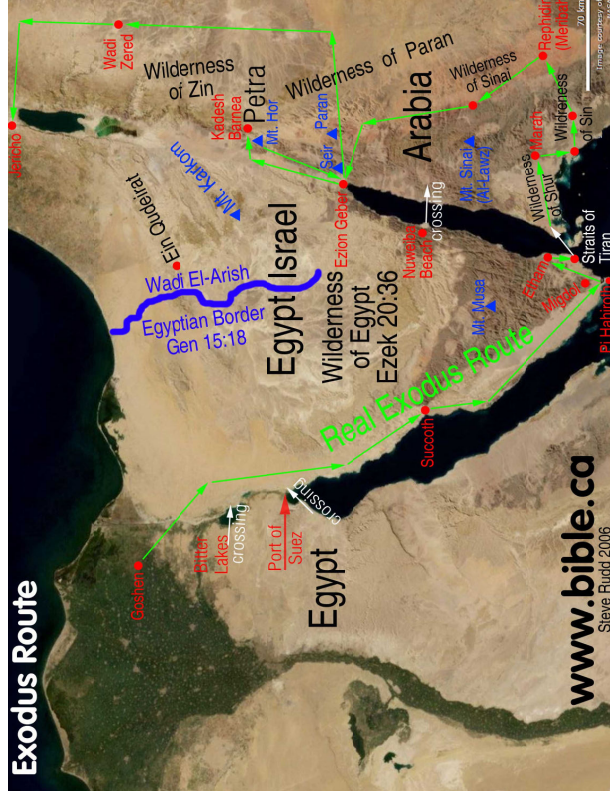 Exodus Route
Goshen
Bitter
Lakes
crossing
Port of
Suez
crossing
Egypt
www.bible.ca
Steve Rudd 2006
Egyptian Border
Gen 15:18
Wadi El-Arish
Ein Qudeirat
Mt. Karkom
Egypt Israel
Wilderness
of Egypt
Ezek 20:36
Real Exodus Route
Succoth
Mt. Musa
Migdol
Etham
Straits of
Tiran
Nuweiba
Beach
crossing
Ezion Geber
Seir
Paran
Kadesh
Barnea
Mt. Hor
Petra
Wilderness
of Zin
Wadi
Zered
Jericho
Wilderness of Paran
Arabia
Wilderness
of Sinai
Mt. Sinai
(Al-Lawz)
Marah
Wilderness
of Shur
Wilderness
of Sin
Rephidim
(Meribah)
70 km
Image courtesy of